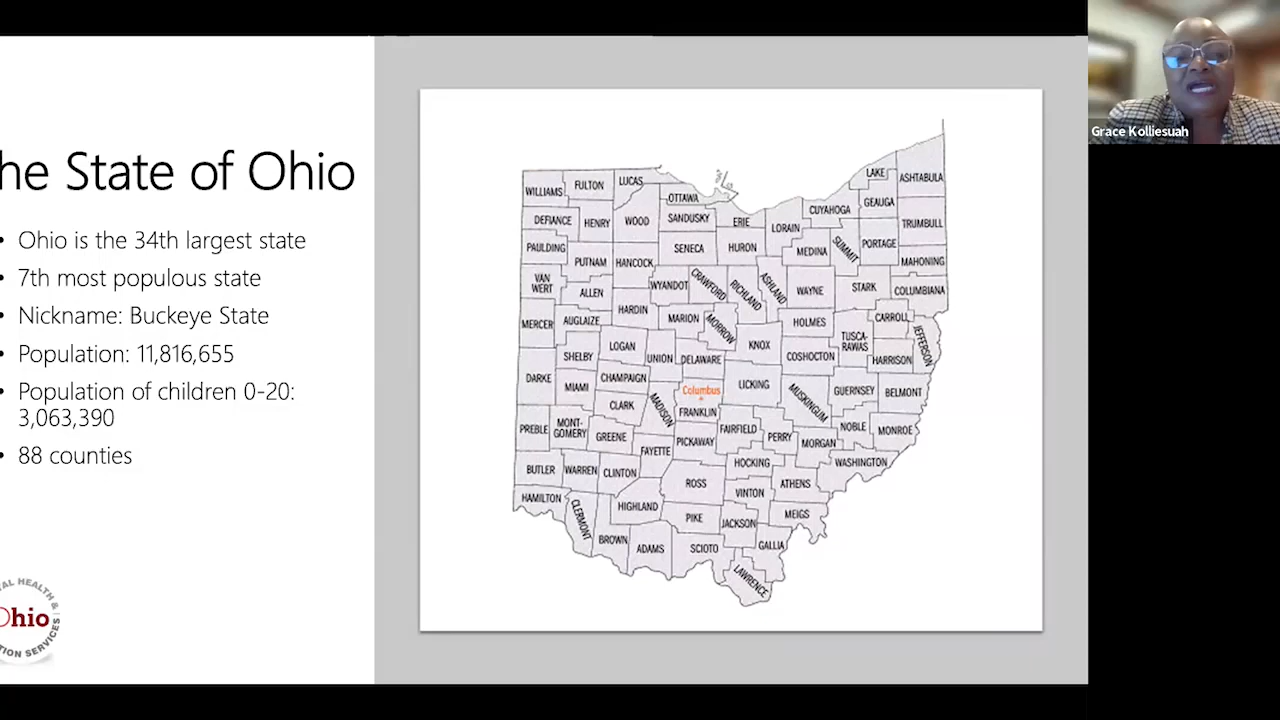 he State of Ohio
• Ohio is the 34th largest state
• 7th most populous state
• Nickname: Buckeye State
• Population: 11,816,655
• Population of children 0-20:
3,063,390
• 88 counties
AL HEALTH &
Ohio
TION SERVICES
WILLIAMS FULTON LUCAS OTTAWA LAKE ASHTABULA
GEAUGA
DEFIANCE HENRY WOOD SANDUSKY ERIE LORAIN CUYAHOGA TRUMBULL
PAULDING PUTNAM HANCOCK SENECA HURON MEDINA SUMMIT PORTAGE MAHONING
VAN
WERT ALLEN WYANDOT CRAWFORD RICHLAND ASHLAND WAYNE STARK COLUMBIANA
MERCER AUGLAIZE HARDIN MARION MORROW HOLMES CARROLL JEFFERSON
TUSCA-
RAWAS
SHELBY LOGAN UNION DELAWARE KNOX COSHOCTON HARRISON
DARKE MIAMI CHAMPAIGN Columbus LICKING MUSKINGUM GUERNSEY BELMONT
CLARK MADISON FRANKLIN
PREBLE MONT-
GOMERY GREENE PICKAWAY FAIRFIELD PERRY MORGAN NOBLE MONROE
FAYETTE
BUTLER WARREN CLINTON ROSS HOCKING ATHENS WASHINGTON
HAMILTON CLERMONT HIGHLAND PIKE VINTON JACKSON MEIGS
BROWN ADAMS SCIOTO GALLIA
LAWRENCE
Grace Kolliesuah